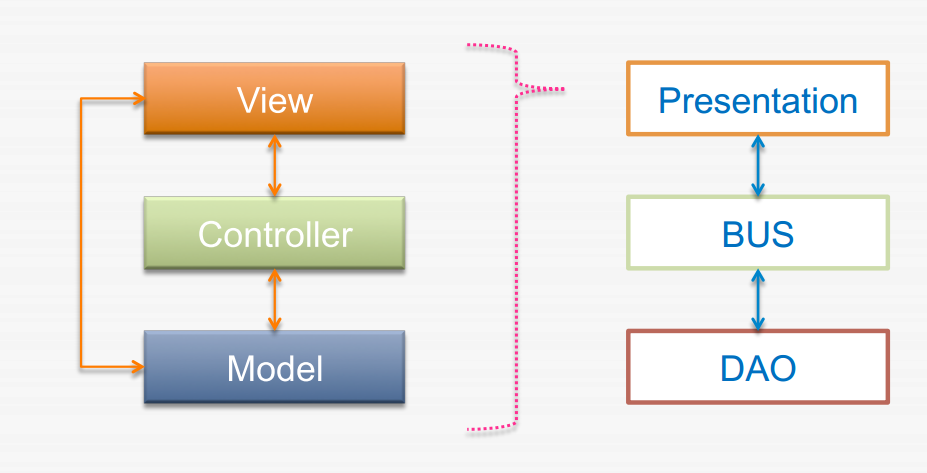 View
Controller
Model
Presentation
BUS
DAO